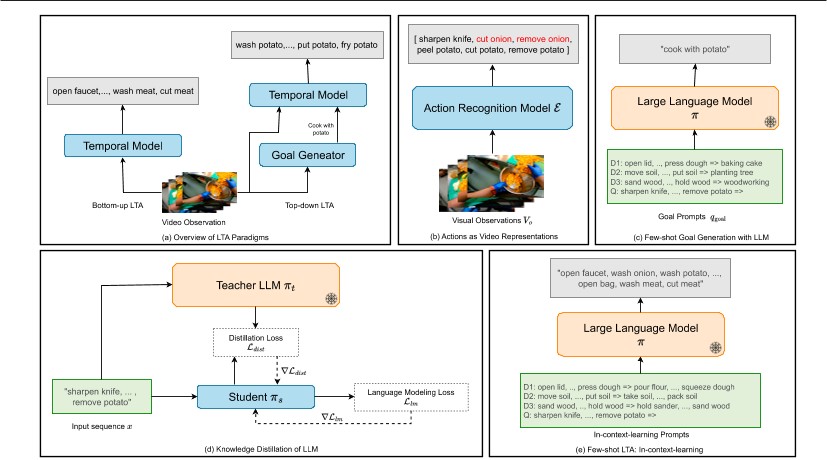 wash potato,..., put potato, fry potato
open faucet,..., wash meat, cut meat
Temporal Model
Cook with
potato
Temporal Model
Goal Geneator
Bottom-up LTA
Top-down LTA
Video Observation
(a) Overview of LTA Paradigms
[ sharpen knife, cut onion, remove onion,
peel potato, cut potato, remove potato ]
Action Recognition Model ℰ
Visual Observations Vₒ
(b) Actions as Video Representations
"cook with potato"
Large Language Model
π
D1: open lid, ..., press dough => baking cake
D2: move soil, ..., put soil => planting tree
D3: sand wood, ..., hold wood => woodworking
Q: sharpen knife, ..., remove potato =>
Goal Prompts q_goal
(c) Few-shot Goal Generation with LLM
Teacher LLM π_t
Distillation Loss
ℒ_dist
∇ℒ_dist
"sharpen knife, ... ,
remove potato"
Student π_s
Language Modeling Loss
ℒ_lm
∇ℒ_lm
Input sequence x
(d) Knowledge Distillation of LLM
"open faucet, wash onion, wash potato, ...,
open bag, wash meat, cut meat"
Large Language Model
π
D1: open lid, .., press dough => pour flour, ..., squeeze dough
D2: move soil, .., put soil => take soil, ..., pack soil
D3: sand wood, .., hold wood => hold sander, ..., sand wood
Q: sharpen knife, .., remove potato =>
In-context-learning Prompts
(e) Few-shot LTA: In-context-learning